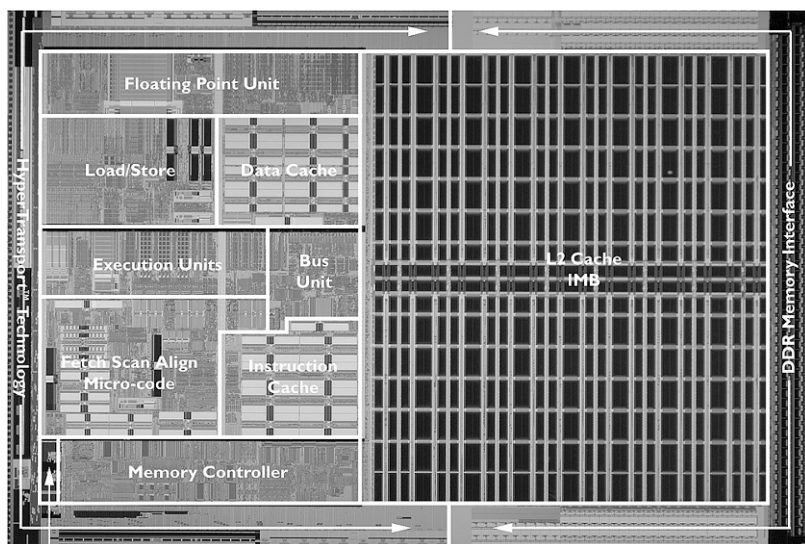 Floating Point Unit
Load/Store
Data Cache
Execution Units
Bus
Unit
Fetch Scan Align
Micro-code
Instruction
Cache
Memory Controller
L2 Cache
IMB
HyperTransport™ Technology
DDR Memory Interface